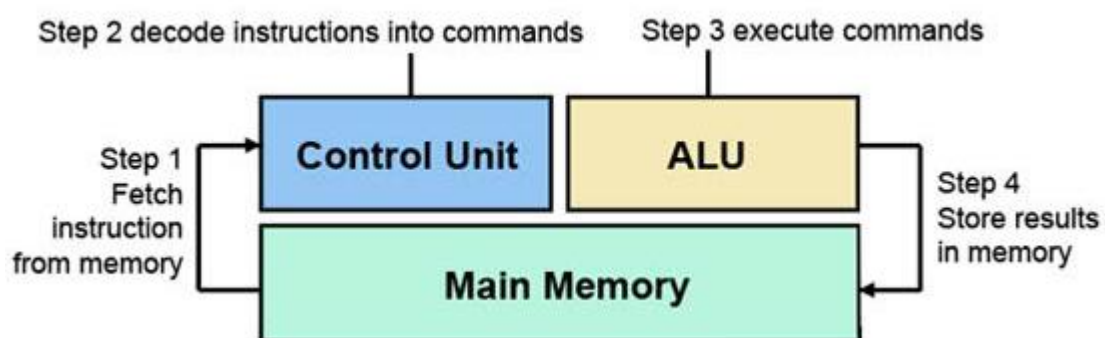 Step 2 decode instructions into commands
Step 3 execute commands
Control Unit
ALU
Step 1
Fetch
instruction
from memory
Step 4
Store results
in memory
Main Memory